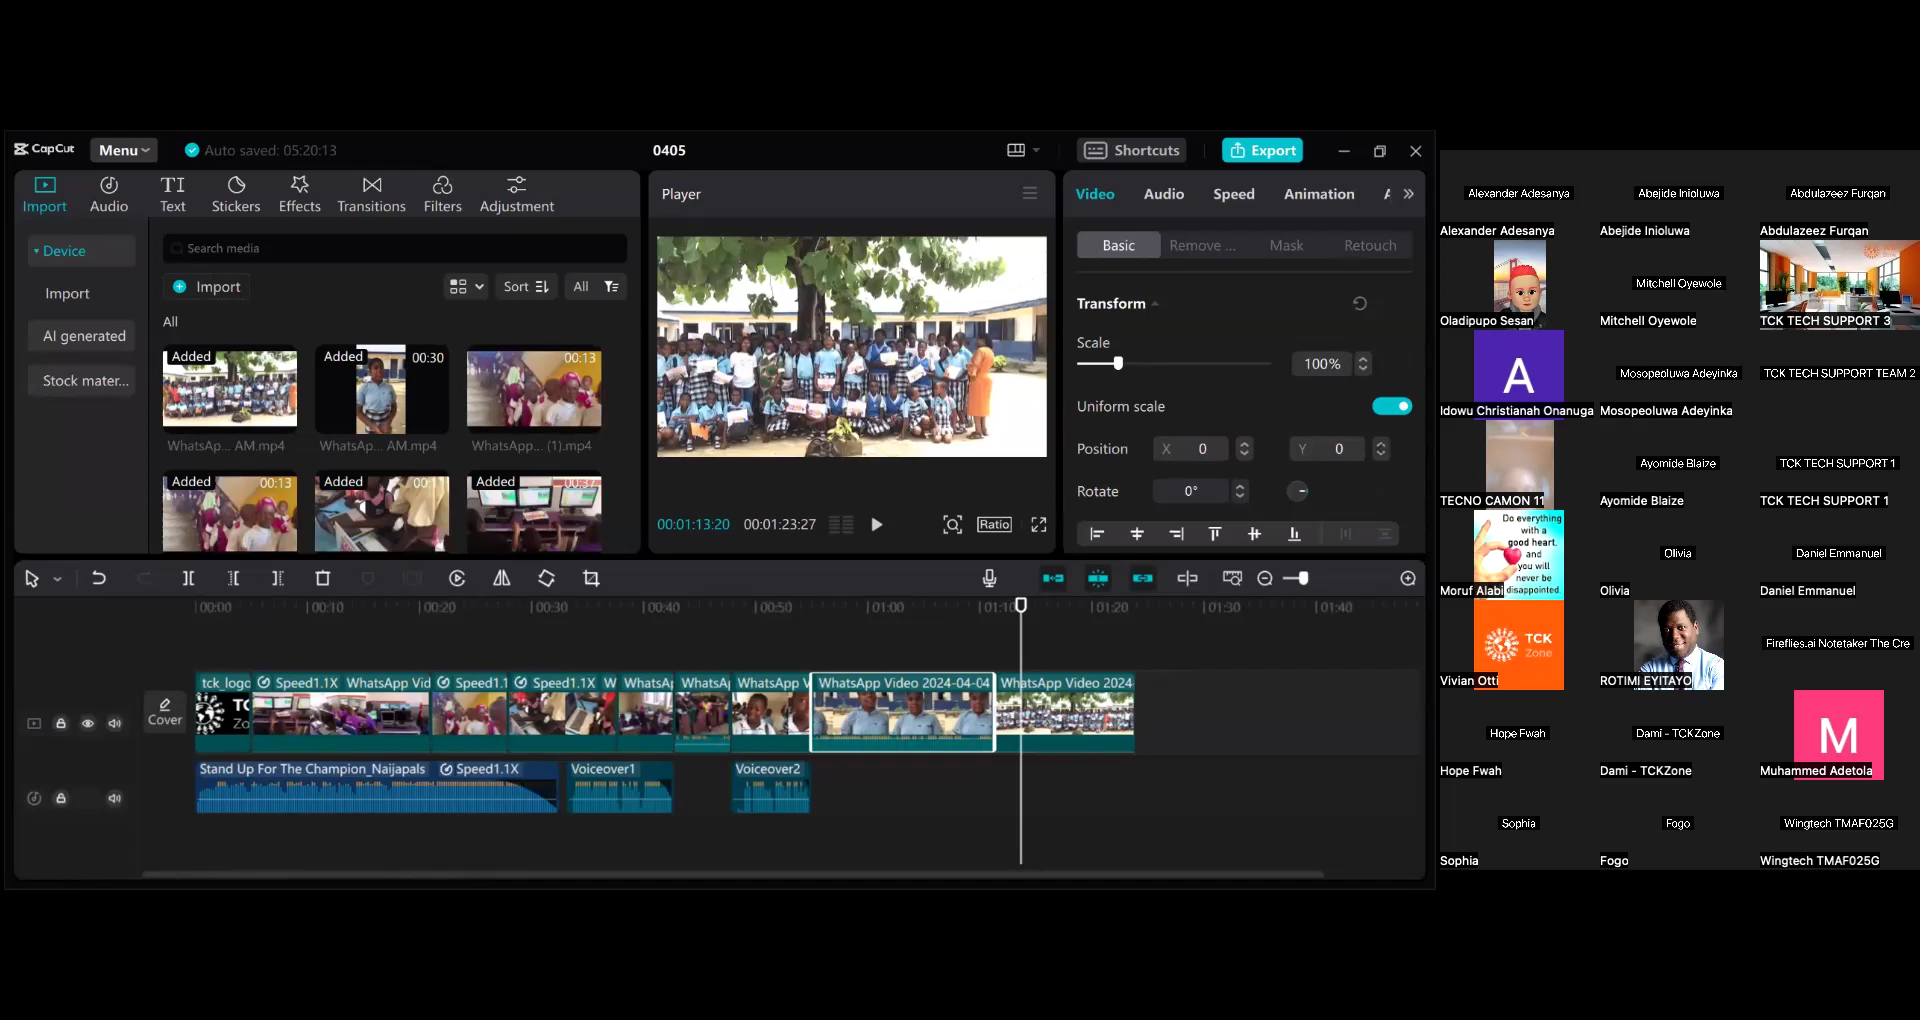 CapCut
Menu
Auto saved: 05:20:13
0405
Shortcuts
Export
Import
Audio
Text
Stickers
Effects
Transitions
Filters
Adjustment
Device
Import
AI generated
Stock mater...
Search media
Import
Sort
All
All
Added
Added 00:30
00:13
WhatsAp... AM.mp4
WhatsAp... AM.mp4
WhatsApp... (1).mp4
Added 00:13
Added
Added
Player
00:01:13:20
00:01:23:27
Ratio
Video
Audio
Speed
Animation
Basic
Remove ...
Mask
Retouch
Transform
Scale
100%
Uniform scale
Position
X 0
Y 0
Rotate
0°
00:00
00:10
00:20
00:30
00:40
00:50
01:00
01:10
01:20
01:30
01:40
Cover
tck_logo
Speed1.1X WhatsApp Vid
Speed1.1
Speed1.1X W
WhatsAp
WhatsAp
WhatsApp V
WhatsApp Video 2024-04-04
WhatsApp Video 2024
Stand Up For The Champion_Naijapals
Speed1.1X
Voiceover1
Voiceover2
Alexander Adesanya
Abejide Inioluwa
Abdulazeez Furqan
Alexander Adesanya
Abejide Inioluwa
Abdulazeez Furqan
Mitchell Oyewole
Oladipupo Sesan
Mitchell Oyewole
TCK TECH SUPPORT 3
A
Mosopeoluwa Adeyinka
TCK TECH SUPPORT TEAM 2
Idowu Christianah Onanuga
Mosopeoluwa Adeyinka
Ayomide Blaize
TCK TECH SUPPORT 1
TECNO CAMON 11
Ayomide Blaize
TCK TECH SUPPORT 1
Do everything
with a
good heart,
and
you will
never be
disappointed.
Olivia
Daniel Emmanuel
Moruf Alabi
Olivia
Daniel Emmanuel
TCK
Zone
Fireflies.ai Notetaker The Cre
Vivian Otti
ROTIMI EYITAYO
Hope Fwah
Dami - TCKZone
M
Hope Fwah
Dami - TCKZone
Muhammed Adetola
Sophia
Fogo
Wingtech TMAF025G
Sophia
Fogo
Wingtech TMAF025G